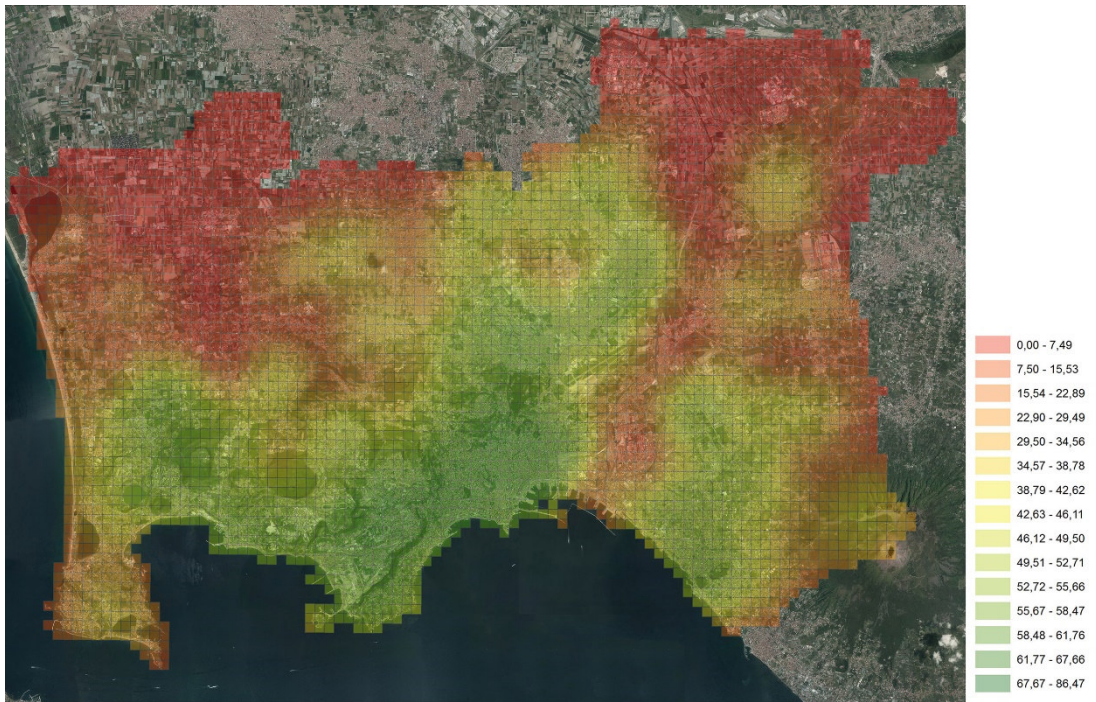 0,00 - 7,49
7,50 - 15,53
15,54 - 22,89
22,90 - 29,49
29,50 - 34,56
34,57 - 38,78
38,79 - 42,62
42,63 - 46,11
46,12 - 49,50
49,51 - 52,71
52,72 - 55,66
55,67 - 58,47
58,48 - 61,76
61,77 - 67,66
67,67 - 86,47